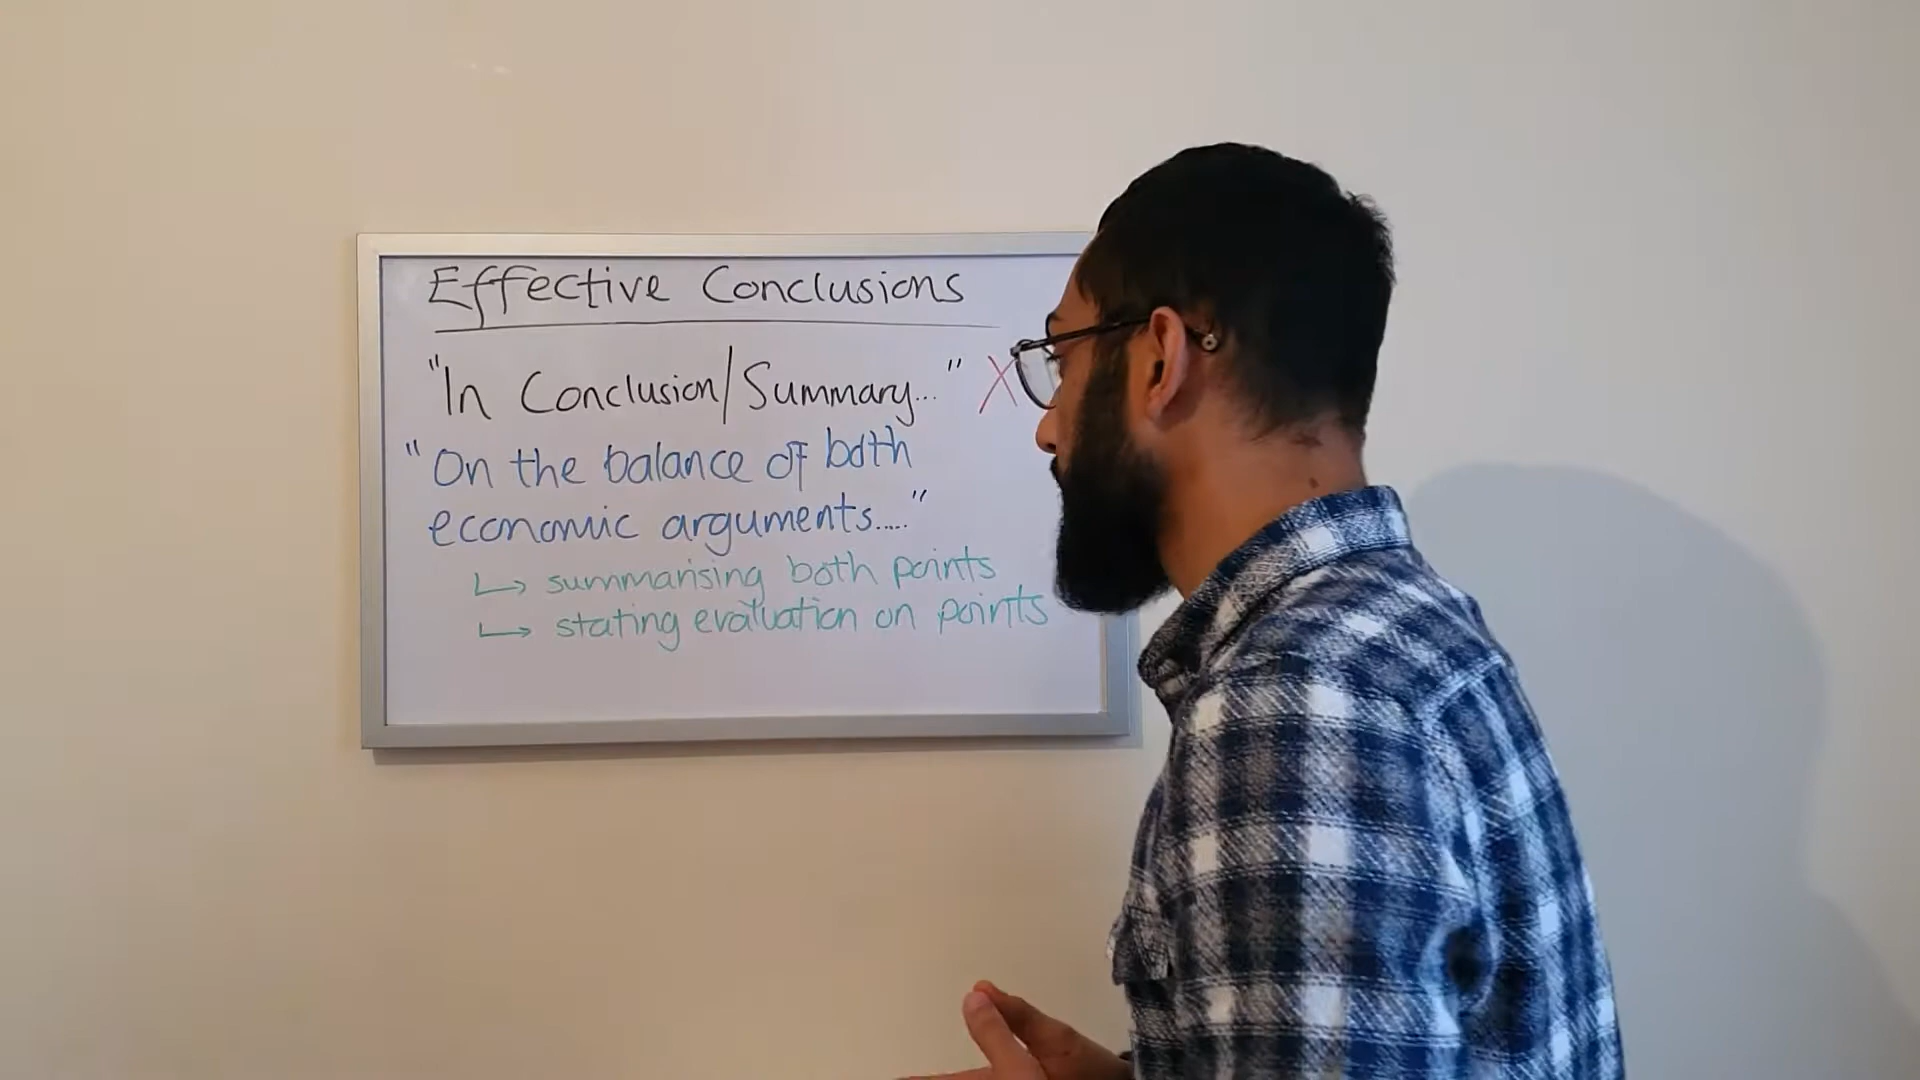 Effective Conclusions
"In Conclusion/Summary..." X
"On the balance of both
economic arguments....."
↳ summarising both points
↳ stating evaluation on points